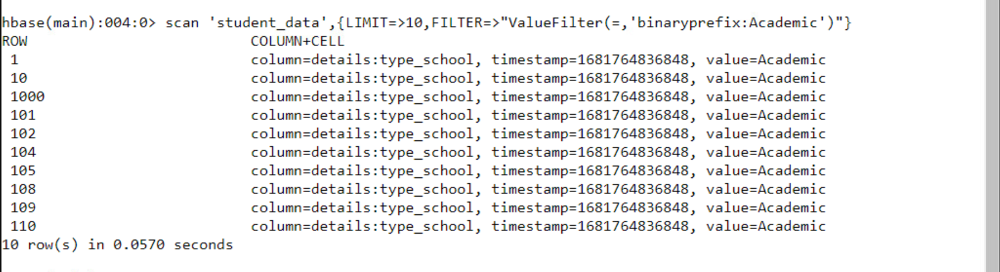 hbase(main):004:0> scan 'student_data',{LIMIT=>10,FILTER=>"ValueFilter(=,'binaryprefix:Academic')"}
ROW COLUMN+CELL
1 column=details:type_school, timestamp=1681764836848, value=Academic
10 column=details:type_school, timestamp=1681764836848, value=Academic
1000 column=details:type_school, timestamp=1681764836848, value=Academic
101 column=details:type_school, timestamp=1681764836848, value=Academic
102 column=details:type_school, timestamp=1681764836848, value=Academic
104 column=details:type_school, timestamp=1681764836848, value=Academic
105 column=details:type_school, timestamp=1681764836848, value=Academic
108 column=details:type_school, timestamp=1681764836848, value=Academic
109 column=details:type_school, timestamp=1681764836848, value=Academic
110 column=details:type_school, timestamp=1681764836848, value=Academic
10 row(s) in 0.0570 seconds